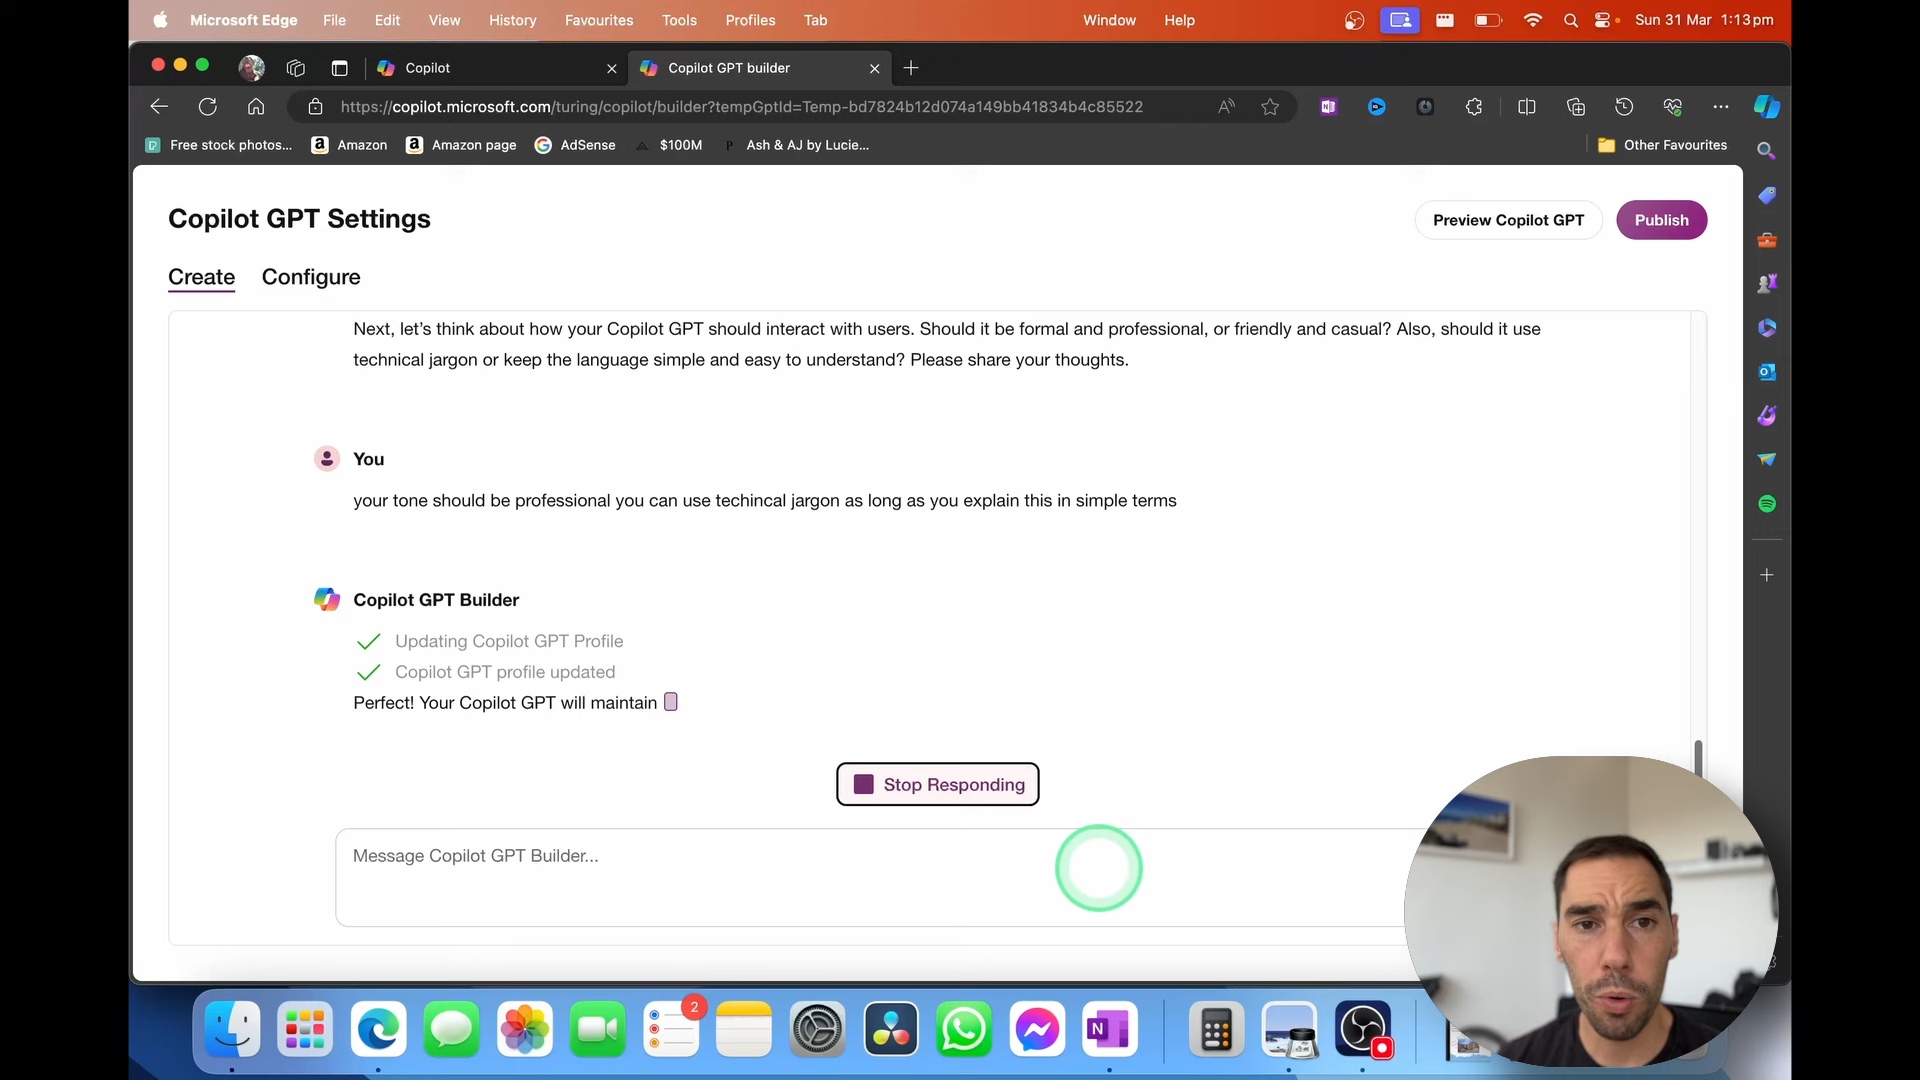 Microsoft Edge File Edit View History Favourites Tools Profiles Tab Window Help Sun 31 Mar 1:13 pm
Copilot Copilot GPT builder
https://copilot.microsoft.com/turing/copilot/builder?tempGptId=Temp-bd7824b12d074a149bb41834b4c85522
Free stock photos... Amazon Amazon page AdSense $100M Ash & AJ by Lucie... Other Favourites
Copilot GPT Settings
Preview Copilot GPT Publish
Create Configure
Next, let's think about how your Copilot GPT should interact with users. Should it be formal and professional, or friendly and casual? Also, should it use
technical jargon or keep the language simple and easy to understand? Please share your thoughts.
You
your tone should be professional you can use techincal jargon as long as you explain this in simple terms
Copilot GPT Builder
Updating Copilot GPT Profile
Copilot GPT profile updated
Perfect! Your Copilot GPT will maintain
Stop Responding
Message Copilot GPT Builder...
2